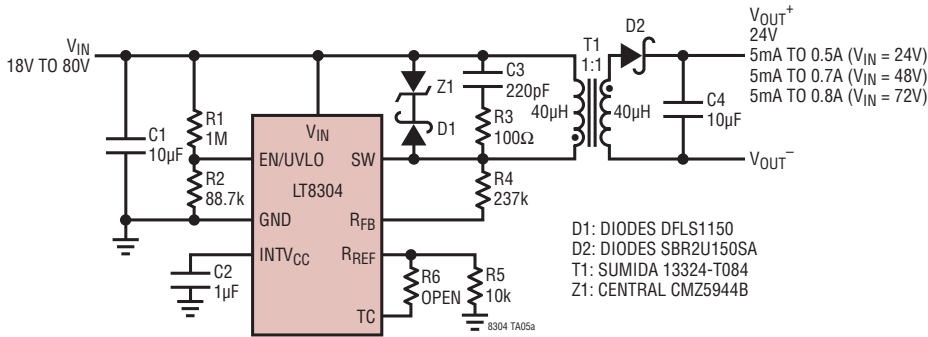 V_IN
18V TO 80V
C1
10µF
R1
1M
R2
88.7k
V_IN
EN/UVLO
SW
LT8304
GND
R_FB
INTV_CC
R_REF
TC
C2
1µF
Z1
D1
C3
220pF
R3
100Ω
R4
237k
R6
OPEN
R5
10k
8304 TA05a
T1
1:1
40µH
40µH
D2
C4
10µF
V_OUT⁺
24V
5mA TO 0.5A (V_IN = 24V)
5mA TO 0.7A (V_IN = 48V)
5mA TO 0.8A (V_IN = 72V)
V_OUT⁻
D1: DIODES DFLS1150
D2: DIODES SBR2U150SA
T1: SUMIDA 13324-T084
Z1: CENTRAL CMZ5944B